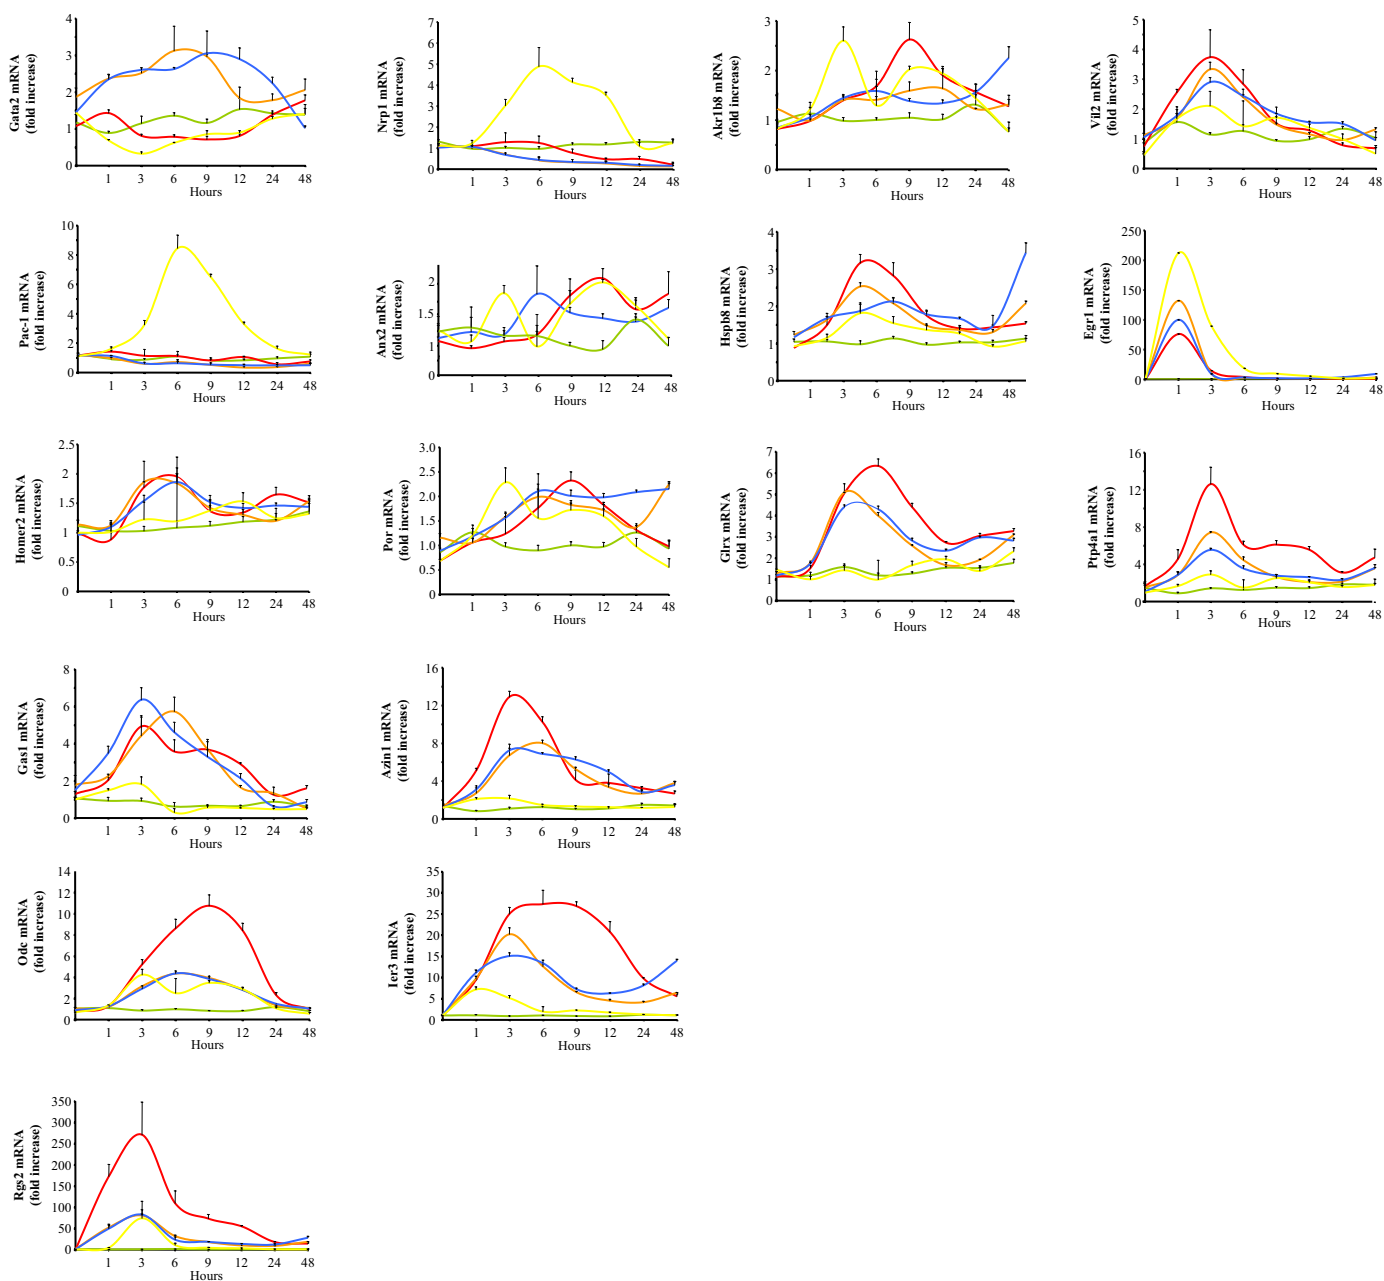 Gata2 mRNA
(fold increase)
4
3
2
1
0
1 3 6 9 12 24 48
Hours
Nrp1 mRNA
(fold increase)
7
6
5
4
3
2
1
0
1 3 6 9 12 24 48
Hours
Akr1b8 mRNA
(fold increase)
3
2
1
0
1 3 6 9 12 24 48
Hours
Vil2 mRNA
(fold increase)
5
4
3
2
1
0
1 3 6 9 12 24 48
Hours
Pac-1 mRNA
(fold increase)
10
8
6
4
2
0
1 3 6 9 12 24 48
Hours
Anx2 mRNA
(fold increase)
2
1.5
1
0
1 3 6 9 12 24 48
Hours
Hspb8 mRNA
(fold increase)
4
3
2
1
0
1 3 6 9 12 24 48
Hours
Egr1 mRNA
(fold increase)
250
200
150
100
50
0
1 3 6 9 12 24 48
Hours
Homer2 mRNA
(fold increase)
2.5
2
1.5
1
0.5
0
1 3 6 9 12 24 48
Hours
Por mRNA
(fold increase)
3.0
2.5
2.0
1.5
1.0
0.5
0
1 3 6 9 12 24 48
Hours
Glrx mRNA
(fold increase)
7
6
5
4
3
2
1
0
1 3 6 9 12 24 48
Hours
Ptp4a1 mRNA
(fold increase)
16
12
8
4
0
1 3 6 9 12 24 48
Hours
Gas1 mRNA
(fold increase)
8
6
4
2
0
1 3 6 9 12 24 48
Hours
Azin1 mRNA
(fold increase)
16
12
8
4
0
1 3 6 9 12 24 48
Hours
Odc mRNA
(fold increase)
14
12
10
8
6
4
2
0
1 3 6 9 12 24 48
Hours
Ier3 mRNA
(fold increase)
35
30
25
20
15
10
5
0
1 3 6 9 12 24 48
Hours
Rgs2 mRNA
(fold increase)
350
300
250
200
150
100
50
0
1 3 6 9 12 24 48
Hours